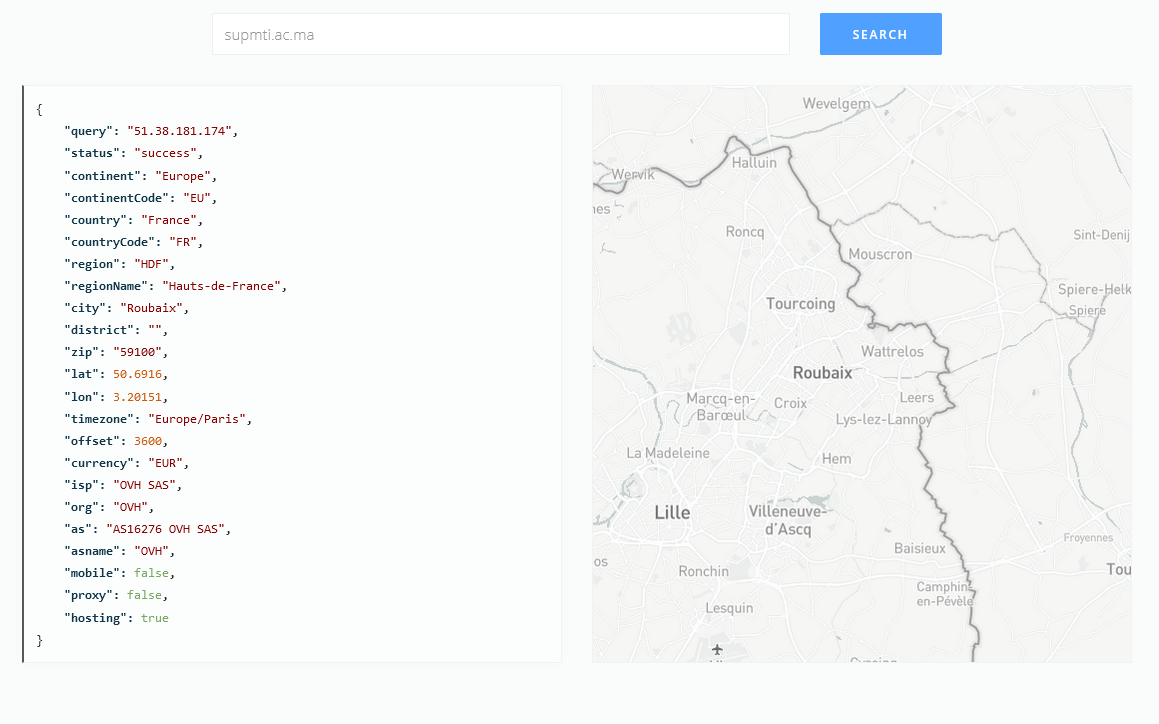 supmti.ac.ma
SEARCH
{
"query": "51.38.181.174",
"status": "success",
"continent": "Europe",
"continentCode": "EU",
"country": "France",
"countryCode": "FR",
"region": "HDF",
"regionName": "Hauts-de-France",
"city": "Roubaix",
"district": "",
"zip": "59100",
"lat": 50.6916,
"lon": 3.20151,
"timezone": "Europe/Paris",
"offset": 3600,
"currency": "EUR",
"isp": "OVH SAS",
"org": "OVH",
"as": "AS16276 OVH SAS",
"asname": "OVH",
"mobile": false,
"proxy": false,
"hosting": true
}
Wevelgem
Halluin
Wervik
nes
Roncq
Sint-Denij
Mouscron
Spiere-Helk
Tourcoing
Spiere
Wattrelos
Roubaix
Marcq-en-
Barœul
Croix
Leers
Lys-lez-Lannoy
La Madeleine
Hem
Lille
Villeneuve-
d'Ascq
Froyennes
Baisieux
os
Ronchin
Tou
Camphin-
en-Pévèle
Lesquin